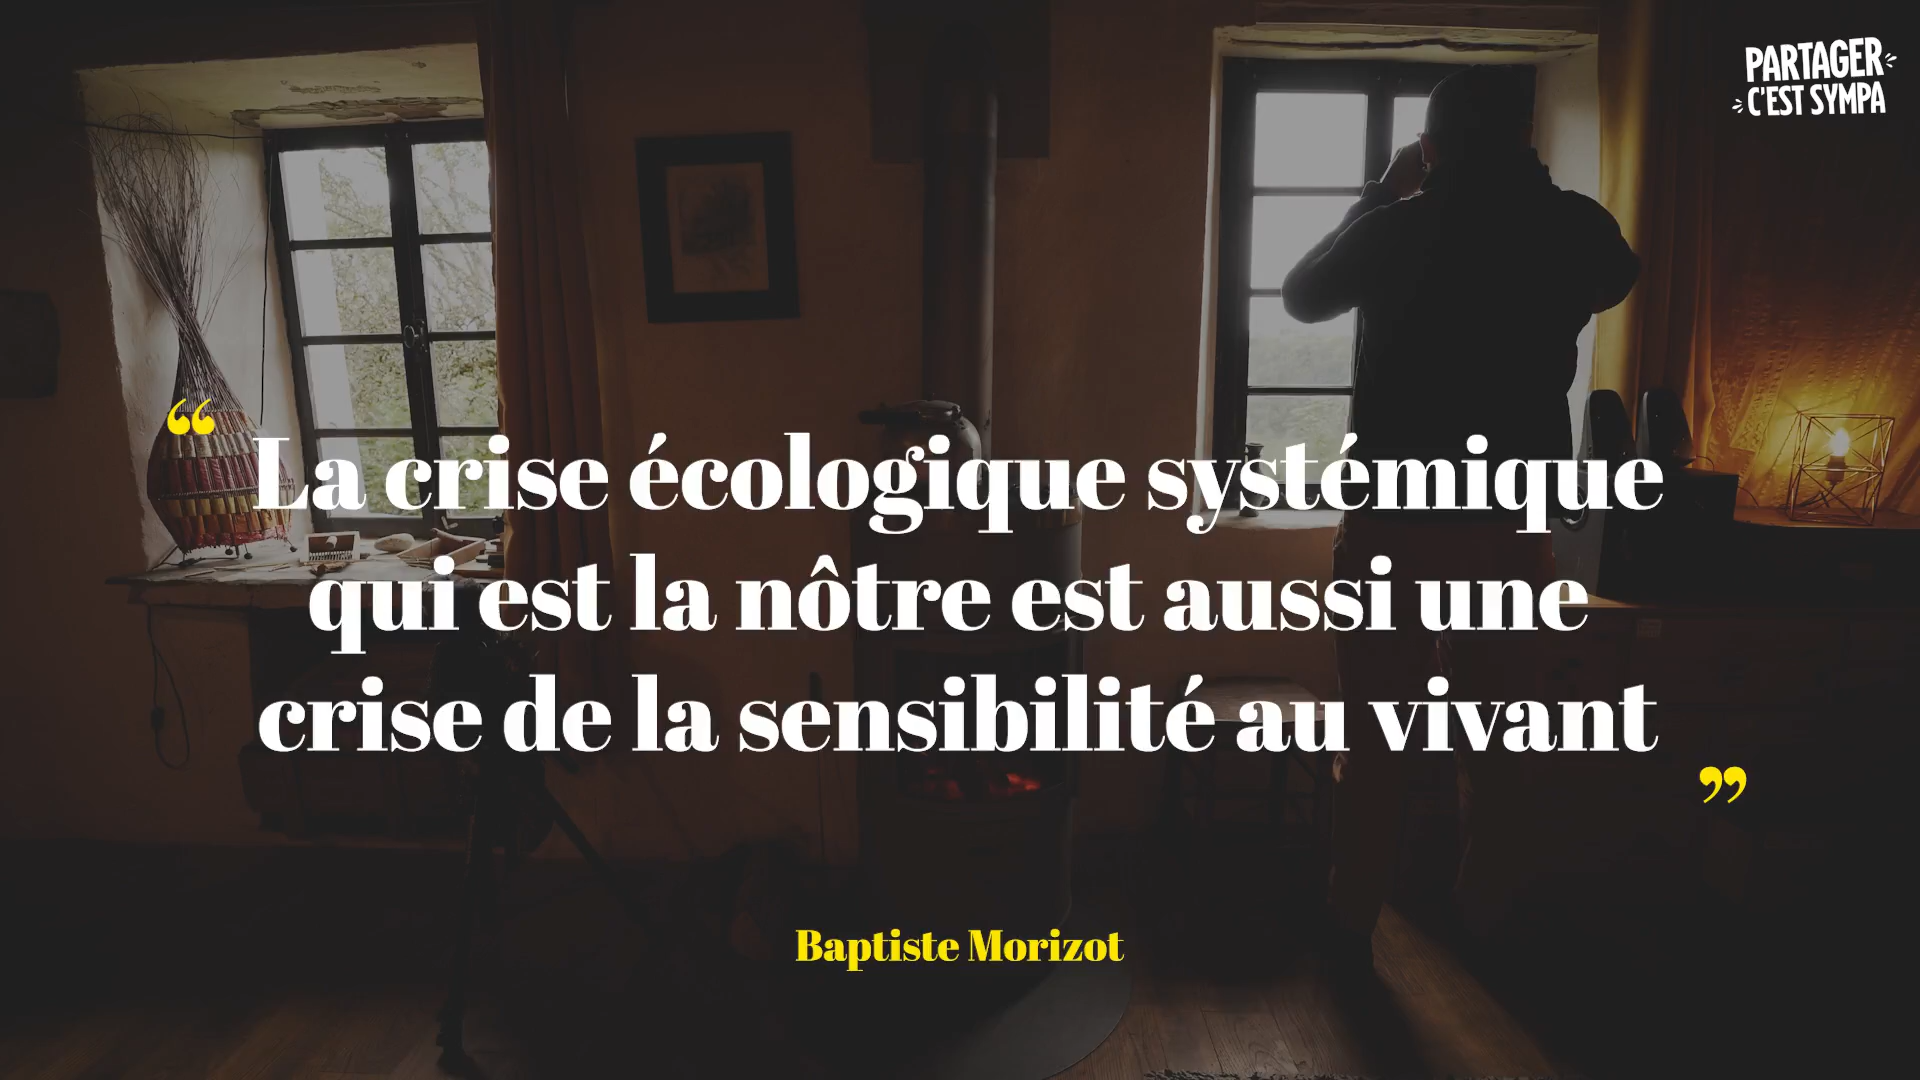 PARTAGER
C'EST SYMPA
“La crise écologique systémique
qui est la nôtre est aussi une
crise de la sensibilité au vivant”
Baptiste Morizot